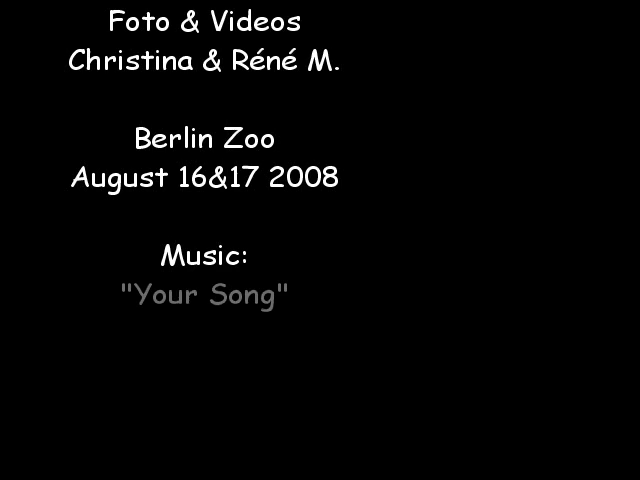 Foto & Videos
Christina & Réné M.
Berlin Zoo
August 16&17 2008
Music:
"Your Song"